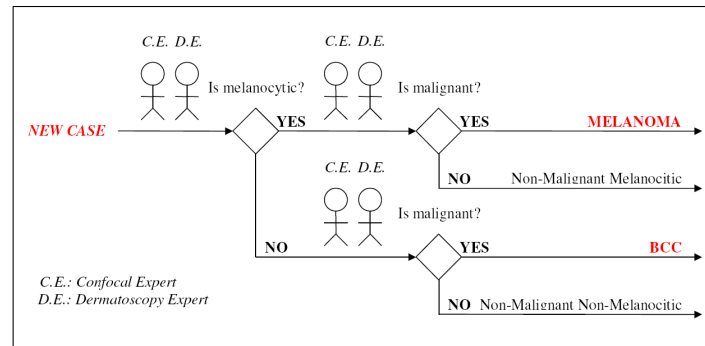 C.E. D.E.
C.E. D.E.
Is melanocytic?
Is malignant?
NEW CASE
YES
YES
MELANOMA
C.E. D.E.
NO
Non-Malignant Melanocitic
Is malignant?
NO
YES
BCC
C.E.: Confocal Expert
D.E.: Dermatoscopy Expert
NO
Non-Malignant Non-Melanocitic